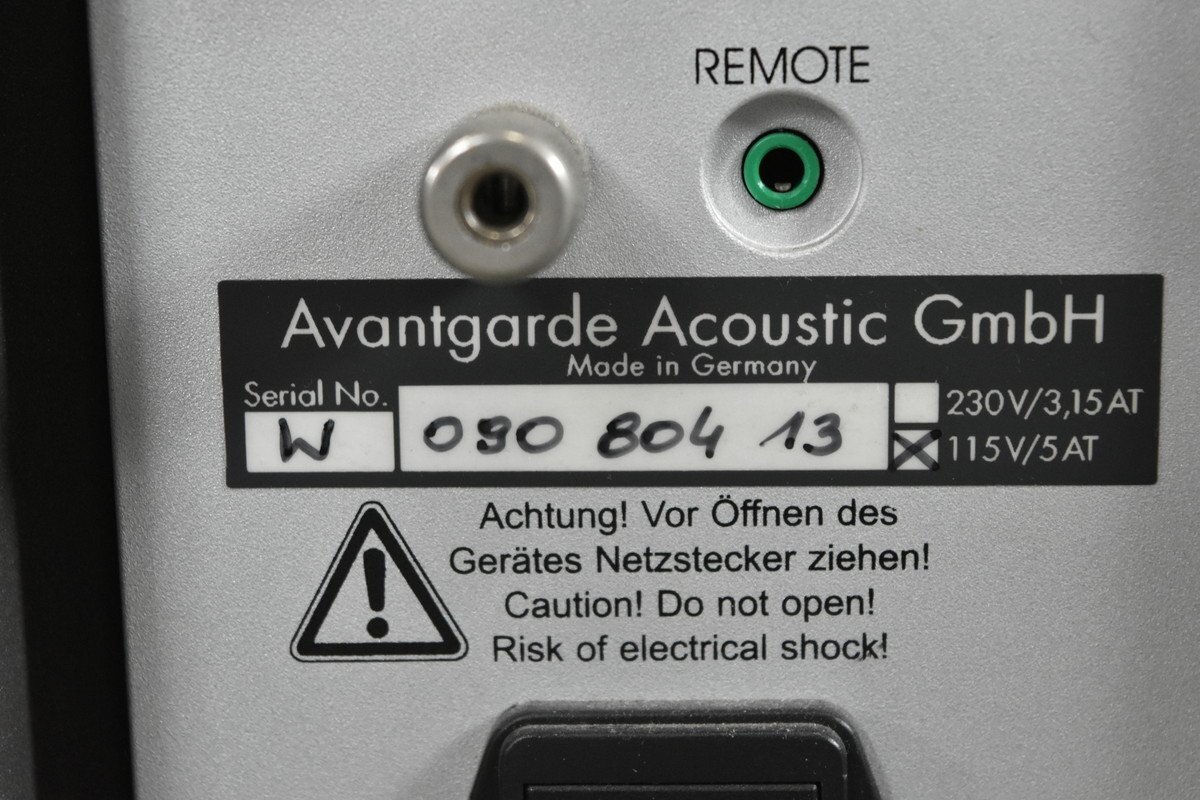 REMOTE
Avantgarde Acoustic GmbH
Made in Germany
Serial No.
W 090 804 13
230V/3,15AT
115V/5AT
Achtung! Vor Öffnen des
Gerätes Netzstecker ziehen!
Caution! Do not open!
Risk of electrical shock!